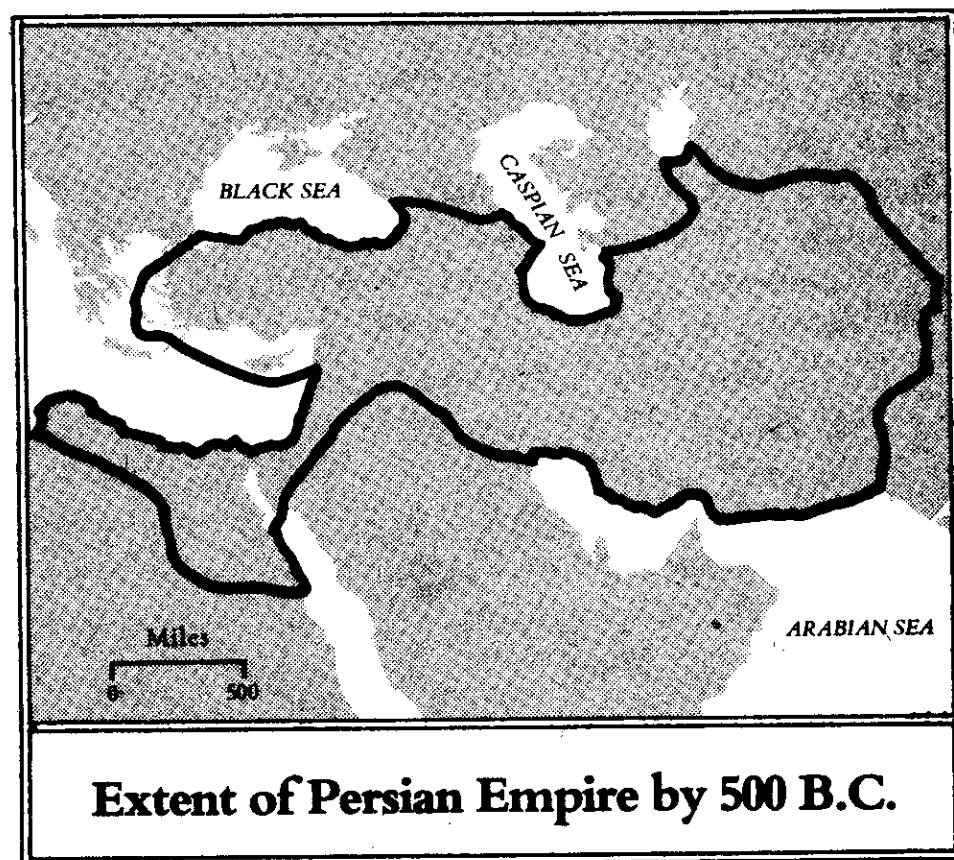 BLACK SEA
CASPIAN SEA
ARABIAN SEA
Miles
0 500
Extent of Persian Empire by 500 B.C.